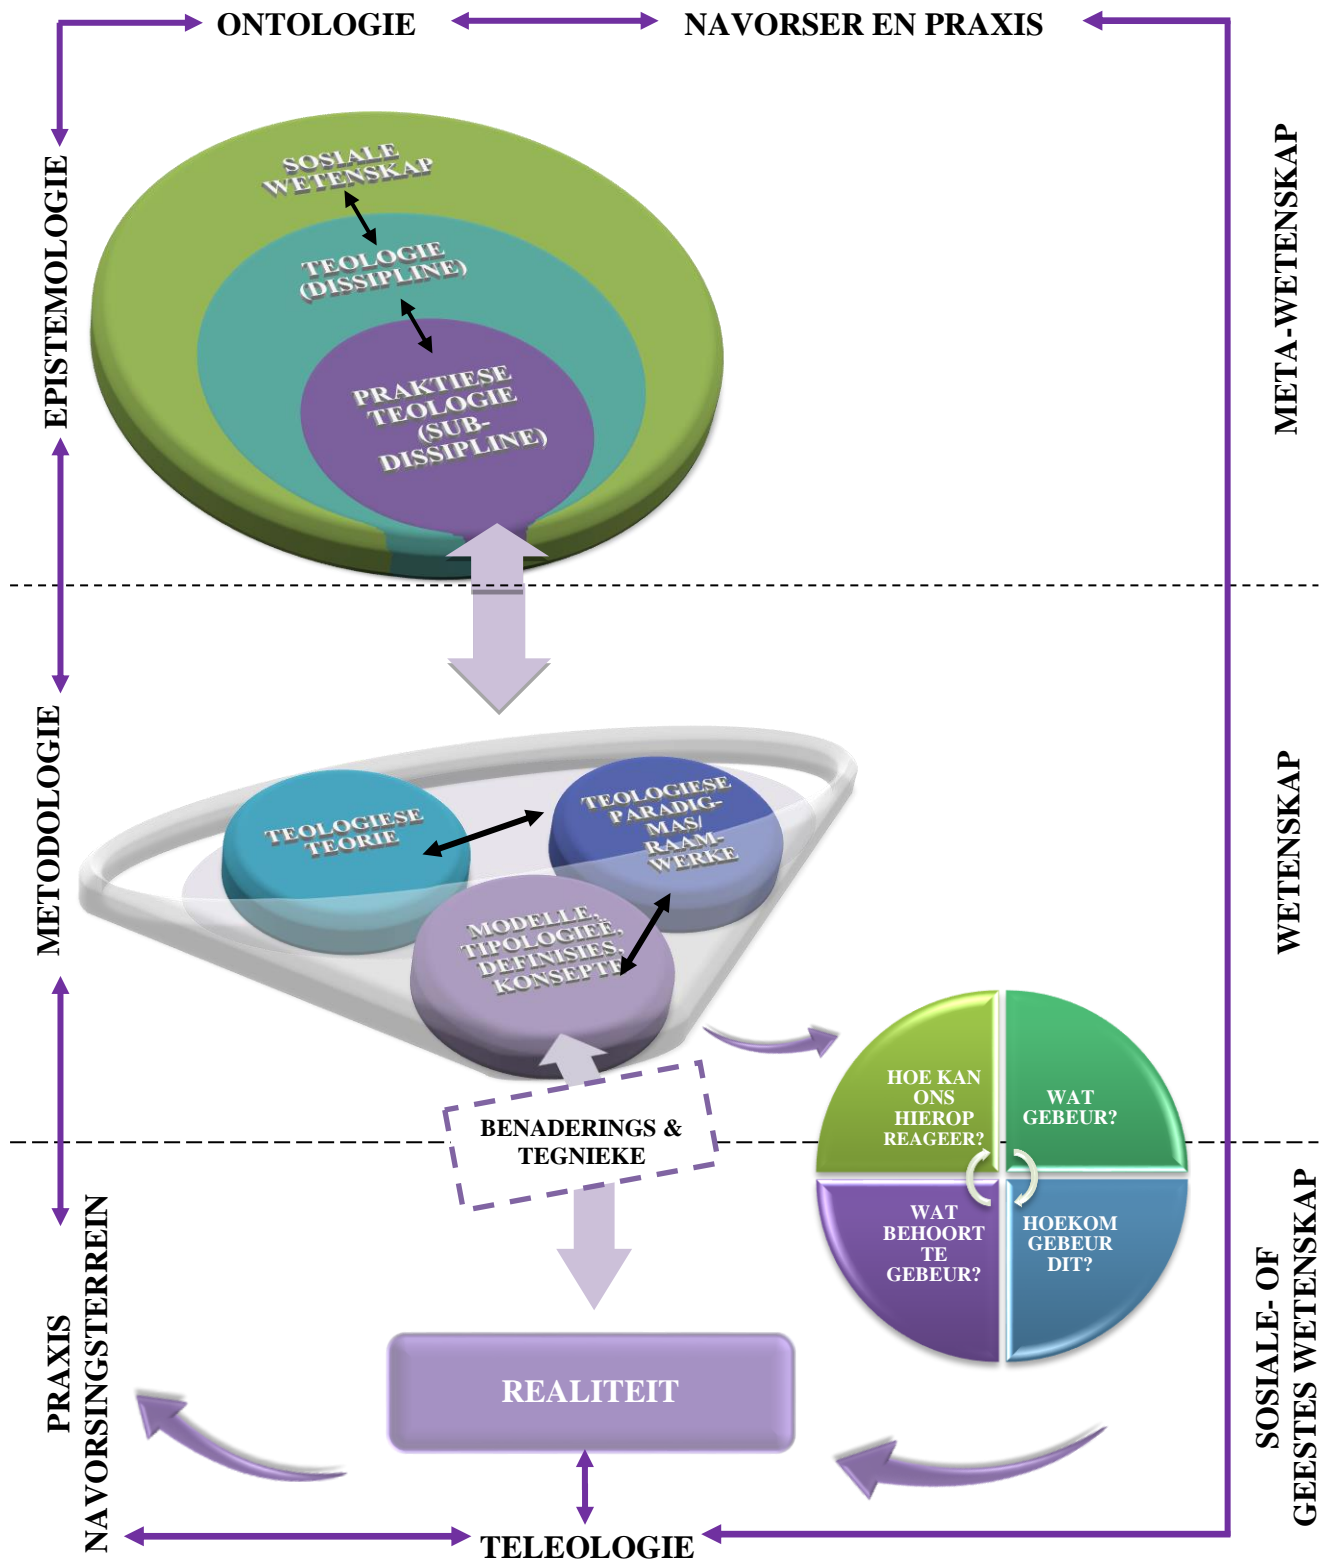 ONTOLOGIE
NAVORSER EN PRAXIS
EPISTEMOLOGIE
META-WETENSKAP
SOSIALE
WETENSKAP
TEOLOGIE
(DISSIPLINE)
PRAKTIESE
TEOLOGIE
(SUB-
DISSIPLINE)
METODOLOGIE
WETENSKAP
TEOLOGIESE
TEORIE
TEOLOGIESE
PARADIG-
MAS/
RAAM-
WERKE
MODELLE,
TIPOLOGIEË,
DEFINISIES,
KONSEPTE
BENADERINGS &
TEGNIEKE
HOE KAN
ONS
HIEROP
REAGEER?
WAT
GEBEUR?
WAT
BEHOORT
TE
GEBEUR?
HOEKOM
GEBEUR
DIT?
PRAXIS
NAVORSINGSTERREIN
SOSIALE- OF
GEESTES WETENSKAP
REALITEIT
TELEOLOGIE